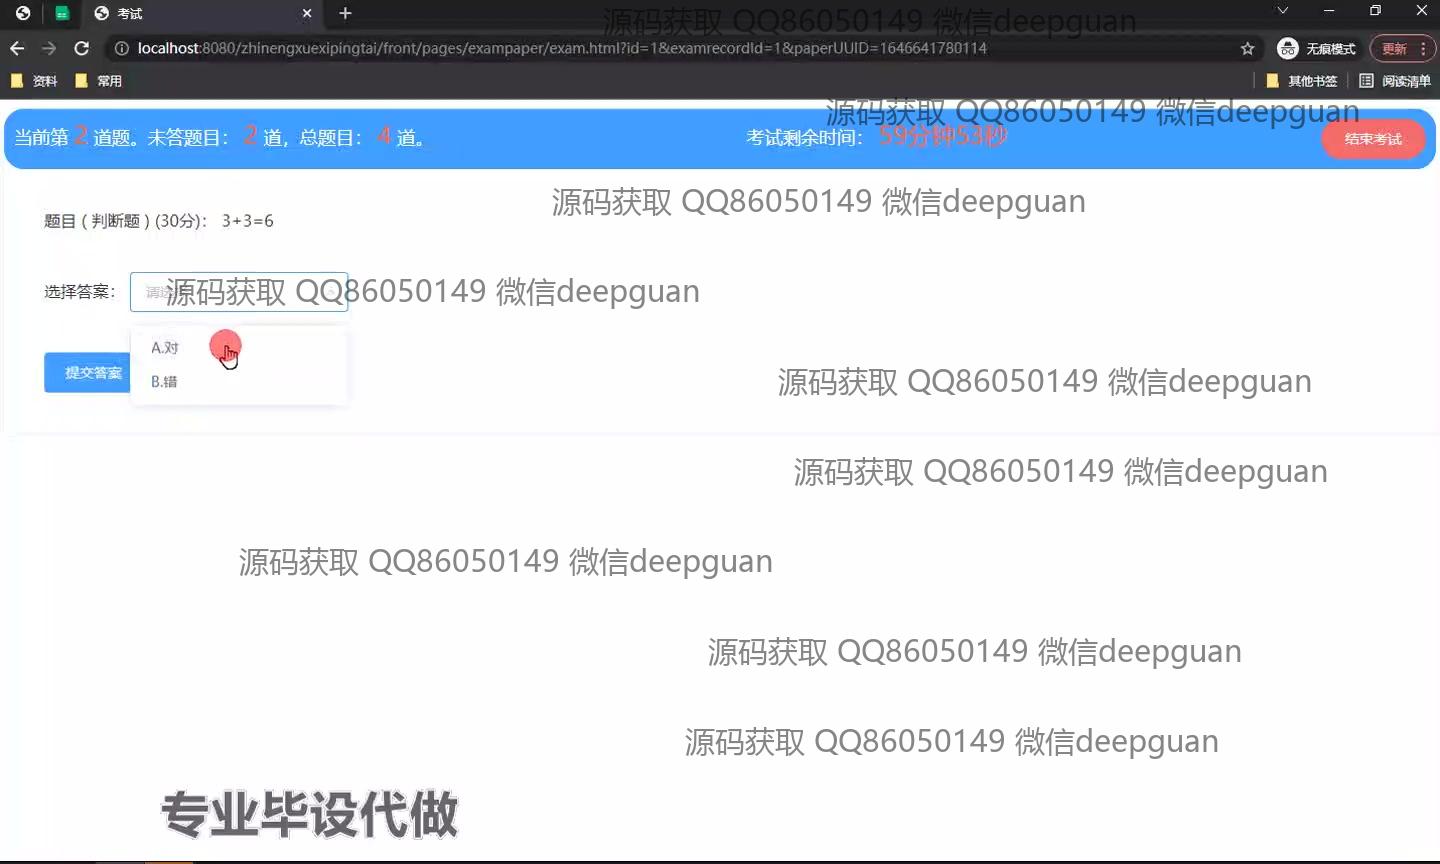 考试
源码获取 QQ86050149 微信deepguan
localhost:8080/zhinengxuexipingtai/front/pages/exampaper/exam.html?id=1&examrecordId=1&paperUUID=1646641780114
无痕模式
更新
资料
常用
其他书签
阅读清单
源码获取 QQ86050149 微信deepguan
当前第 2 道题。未答题目： 2 道，总题目： 4 道。
考试剩余时间： 59分钟53秒
结束考试
源码获取 QQ86050149 微信deepguan
题目 ( 判断题 ) (30分)： 3+3=6
选择答案：
源码获取 QQ86050149 微信deepguan
A.对
提交答案
B.错
源码获取 QQ86050149 微信deepguan
源码获取 QQ86050149 微信deepguan
源码获取 QQ86050149 微信deepguan
源码获取 QQ86050149 微信deepguan
源码获取 QQ86050149 微信deepguan
专业毕设代做